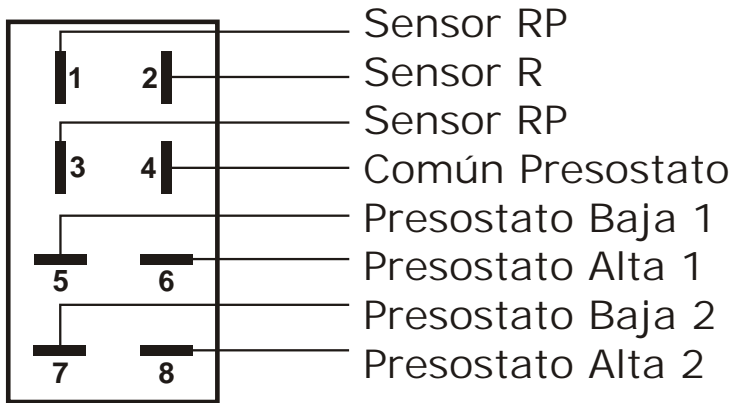 Sensor RP
1 2 Sensor R
Sensor RP
3 4 Común Presostato
Presostato Baja 1
Presostato Alta 1
5 6
Presostato Baja 2
Presostato Alta 2
7 8